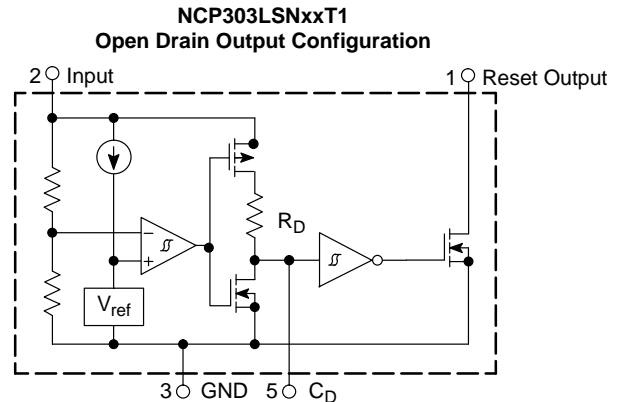 NCP303LSNxxT1
Open Drain Output Configuration
2 Input
1 Reset Output
R_D
−
+
V_ref
3 GND
5 C_D